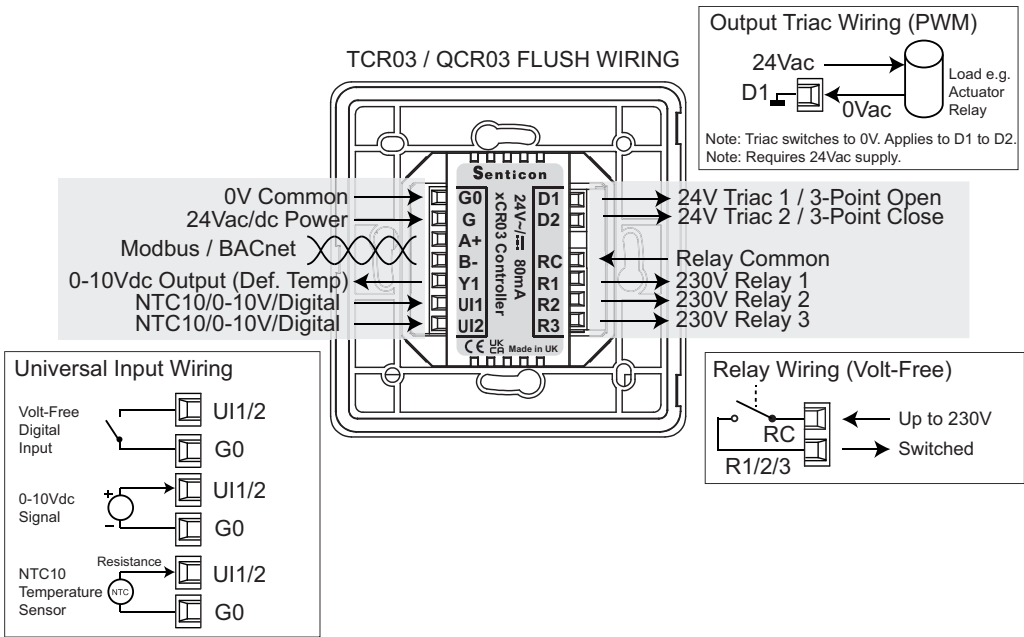 Output Triac Wiring (PWM)
24Vac
D1
0Vac
Load e.g.
Actuator
Relay
Note: Triac switches to 0V. Applies to D1 to D2.
Note: Requires 24Vac supply.
TCR03 / QCR03 FLUSH WIRING
0V Common
24Vac/dc Power
Modbus / BACnet
0-10Vdc Output (Def. Temp)
NTC10/0-10V/Digital
NTC10/0-10V/Digital
Senticon
G0
G
A+
B-
Y1
UI1
UI2
xCR03 Controller
24V~/⎓ 80mA
D1
D2
RC
R1
R2
R3
CE UKCA Made in UK
24V Triac 1 / 3-Point Open
24V Triac 2 / 3-Point Close
Relay Common
230V Relay 1
230V Relay 2
230V Relay 3
Universal Input Wiring
Volt-Free
Digital
Input
UI1/2
G0
0-10Vdc
Signal
+
–
UI1/2
G0
NTC10
Temperature
Sensor
Resistance
NTC
UI1/2
G0
Relay Wiring (Volt-Free)
RC
R1/2/3
Up to 230V
Switched